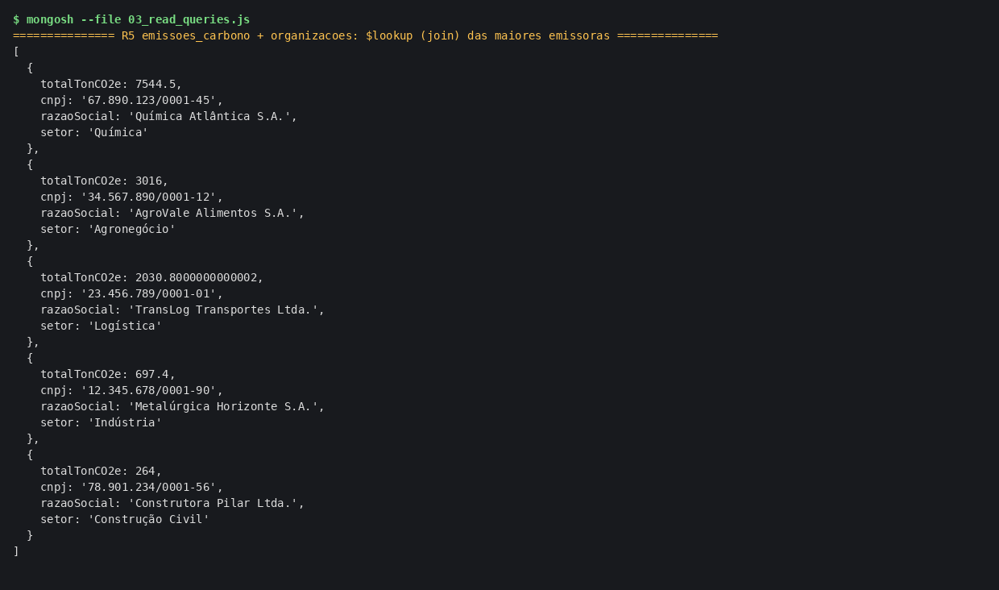 $ mongosh --file 03_read_queries.js
=============== R5 emissoes_carbono + organizacoes: $lookup (join) das maiores emissoras ===============
[
  {
    totalTonCO2e: 7544.5,
    cnpj: '67.890.123/0001-45',
    razaoSocial: 'Química Atlântica S.A.',
    setor: 'Química'
  },
  {
    totalTonCO2e: 3016,
    cnpj: '34.567.890/0001-12',
    razaoSocial: 'AgroVale Alimentos S.A.',
    setor: 'Agronegócio'
  },
  {
    totalTonCO2e: 2030.8000000000002,
    cnpj: '23.456.789/0001-01',
    razaoSocial: 'TransLog Transportes Ltda.',
    setor: 'Logística'
  },
  {
    totalTonCO2e: 697.4,
    cnpj: '12.345.678/0001-90',
    razaoSocial: 'Metalúrgica Horizonte S.A.',
    setor: 'Indústria'
  },
  {
    totalTonCO2e: 264,
    cnpj: '78.901.234/0001-56',
    razaoSocial: 'Construtora Pilar Ltda.',
    setor: 'Construção Civil'
  }
]